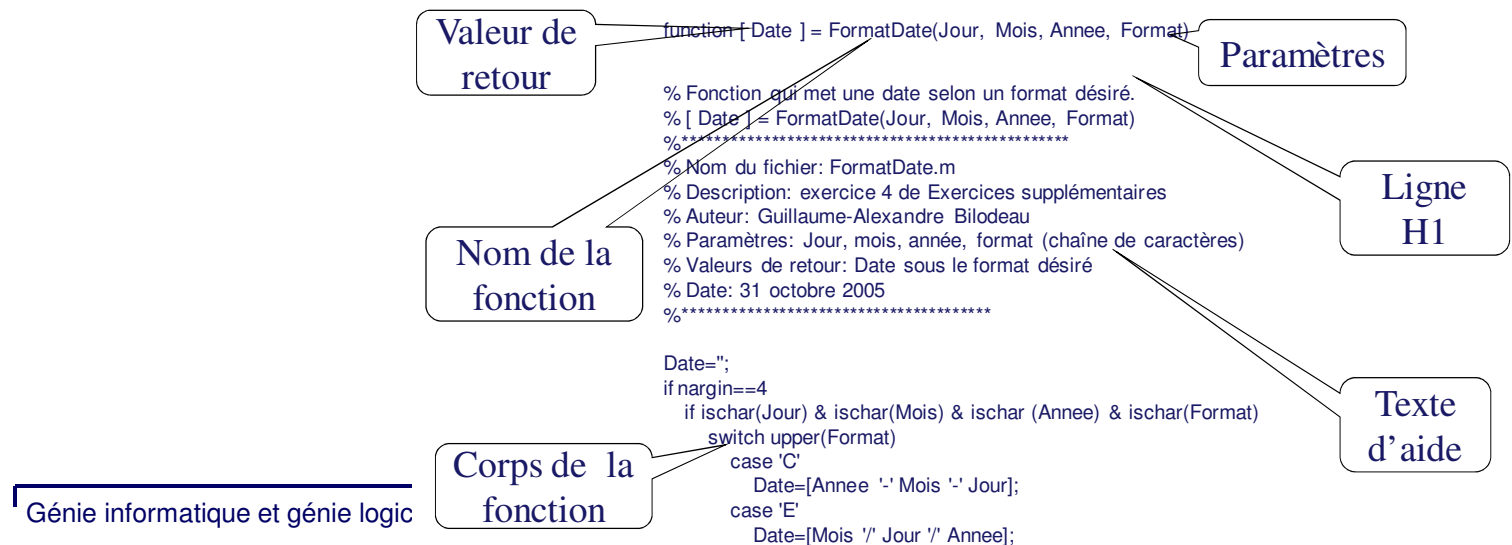 Valeur de
retour
function [ Date ] = FormatDate(Jour, Mois, Annee, Format)
Paramètres
% Fonction qui met une date selon un format désiré.
% [ Date ] = FormatDate(Jour, Mois, Annee, Format)
%***********************************************
% Nom du fichier: FormatDate.m
% Description: exercice 4 de Exercices supplémentaires
% Auteur: Guillaume-Alexandre Bilodeau
% Paramètres: Jour, mois, année, format (chaîne de caractères)
% Valeurs de retour: Date sous le format désiré
% Date: 31 octobre 2005
%**************************************
Ligne
H1
Nom de la
fonction
Date='';
if nargin==4
if ischar(Jour) & ischar(Mois) & ischar (Annee) & ischar(Format)
switch upper(Format)
case 'C'
Date=[Annee '-' Mois '-' Jour];
case 'E'
Date=[Mois '/' Jour '/' Annee];
Texte
d’aide
Corps de la
fonction
Génie informatique et génie logic